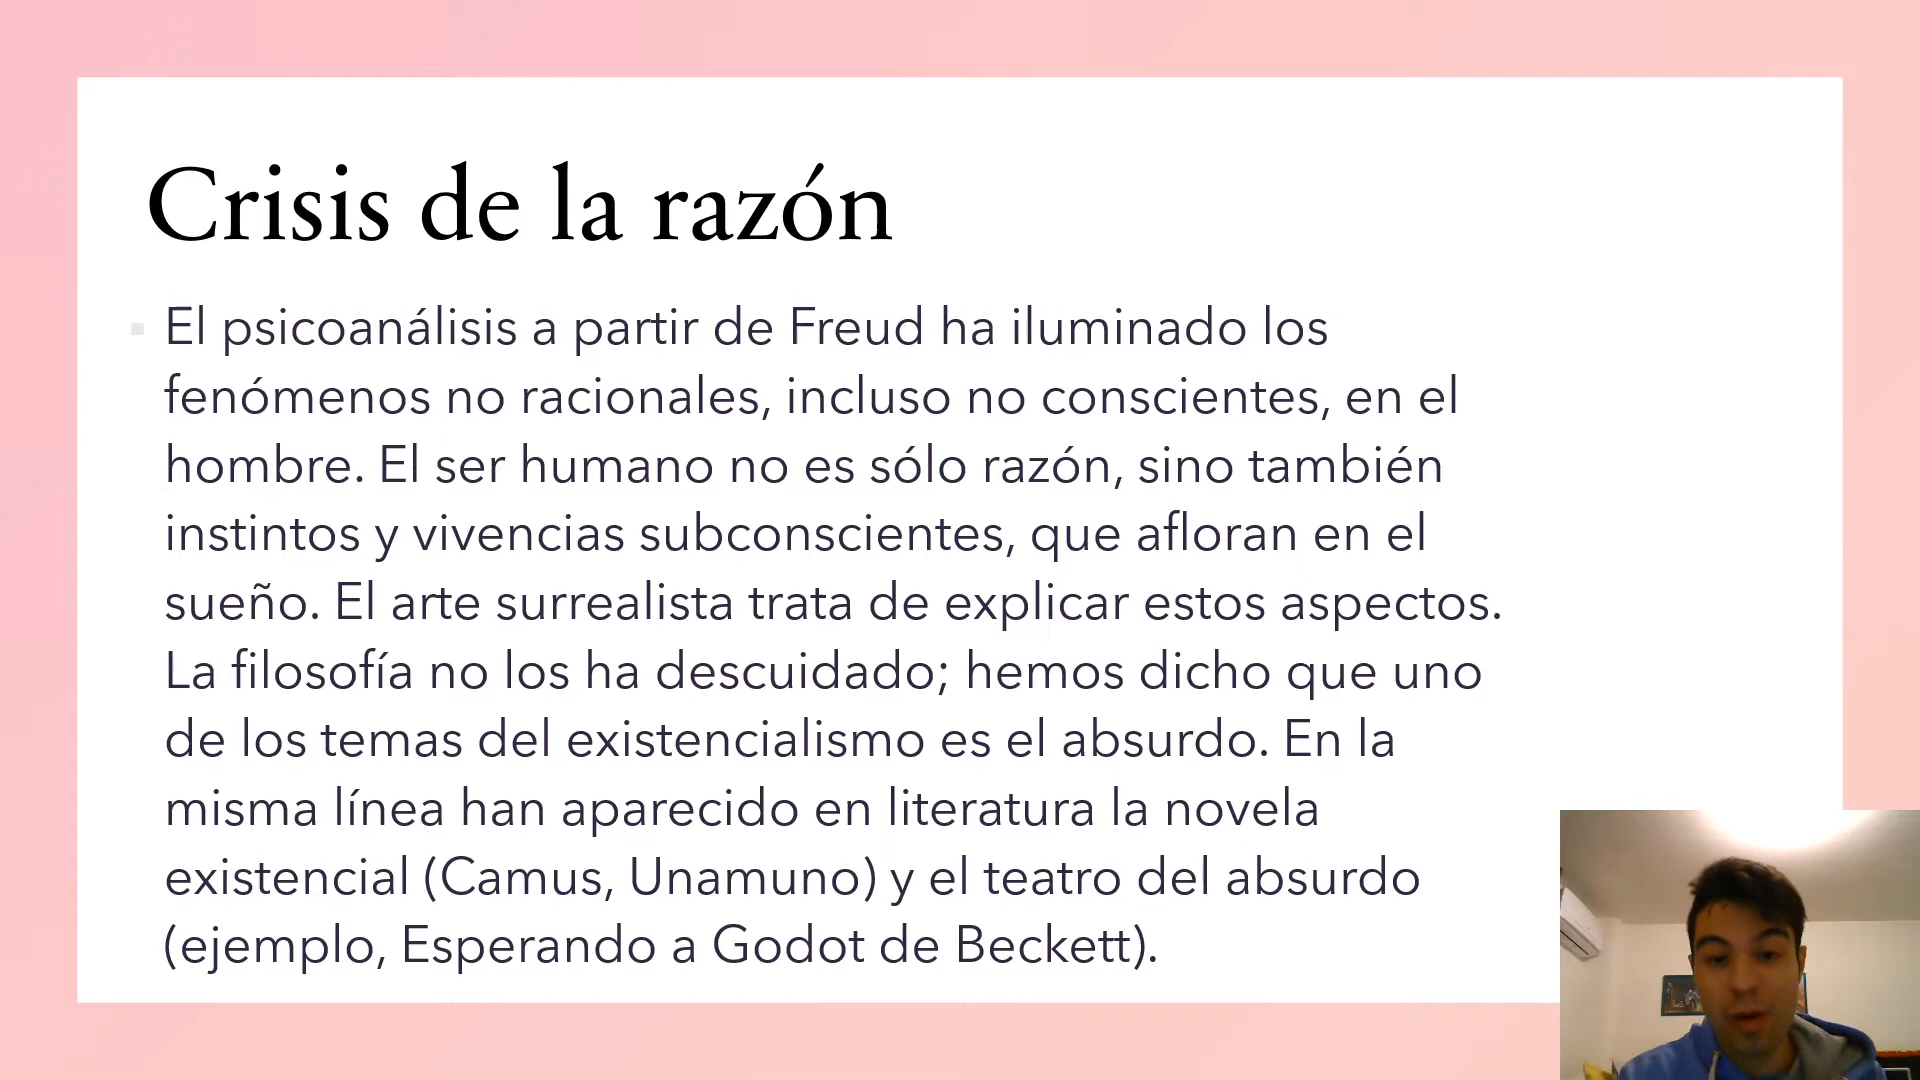 Crisis de la razón
El psicoanálisis a partir de Freud ha iluminado los
fenómenos no racionales, incluso no conscientes, en el
hombre. El ser humano no es sólo razón, sino también
instintos y vivencias subconscientes, que afloran en el
sueño. El arte surrealista trata de explicar estos aspectos.
La filosofía no los ha descuidado; hemos dicho que uno
de los temas del existencialismo es el absurdo. En la
misma línea han aparecido en literatura la novela
existencial (Camus, Unamuno) y el teatro del absurdo
(ejemplo, Esperando a Godot de Beckett).